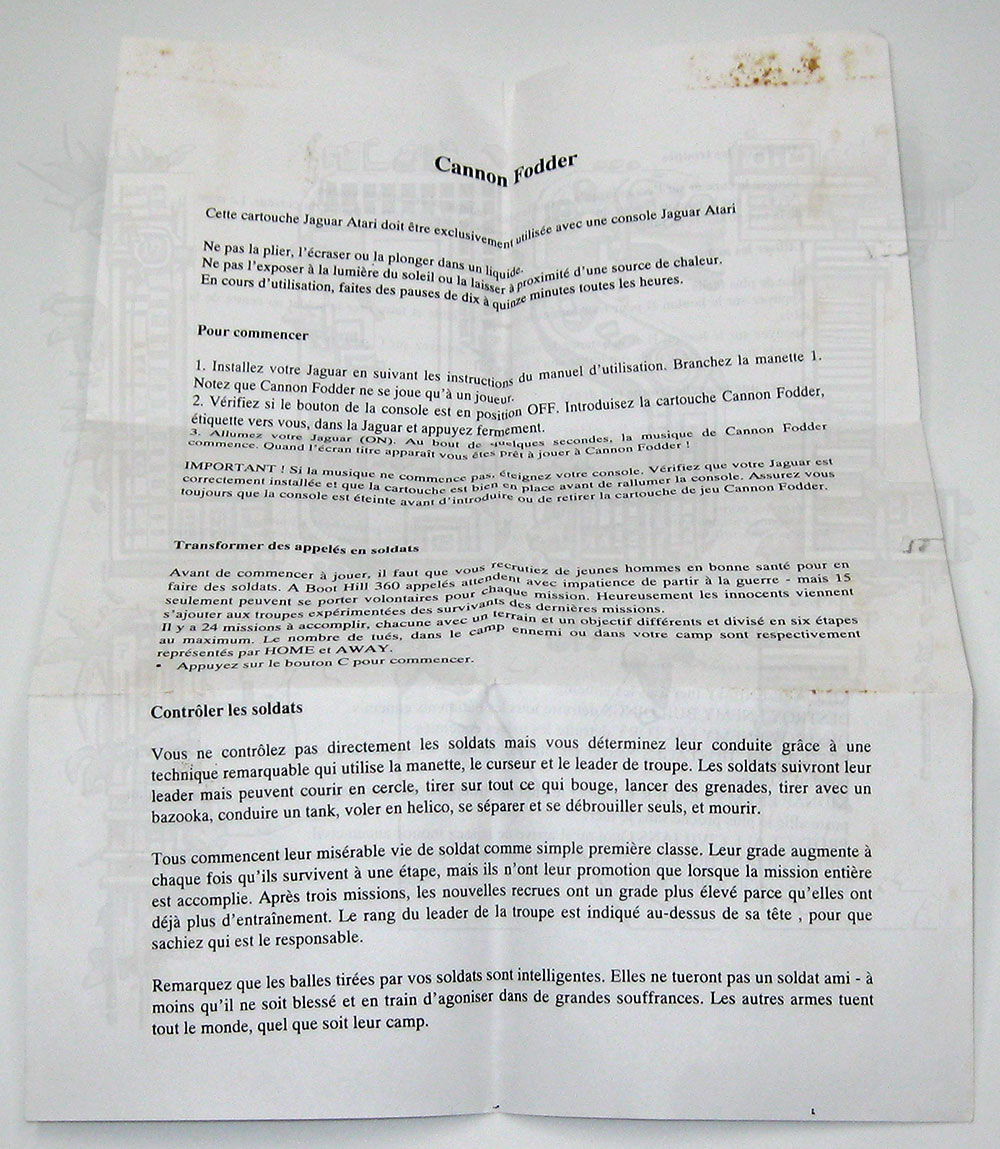 Cannon Fodder
Cette cartouche Jaguar Atari doit être exclusivement utilisée avec une console Jaguar Atari
Ne pas la plier, l'écraser ou la plonger dans un liquide.
Ne pas l'exposer à la lumière du soleil ou la laisser à proximité d'une source de chaleur.
En cours d'utilisation, faites des pauses de dix à quinze minutes toutes les heures.
Pour commencer
1. Installez votre Jaguar en suivant les instructions du manuel d'utilisation. Branchez la manette 1.
Notez que Cannon Fodder ne se joue qu'à un joueur.
2. Vérifiez si le bouton de la console est en position OFF. Introduisez la cartouche Cannon Fodder,
étiquette vers vous, dans la Jaguar et appuyez fermement.
3. Allumez votre Jaguar (ON). Au bout de quelques secondes, la musique de Cannon Fodder
commence. Quand l'écran titre apparaît vous êtes prêt à jouer à Cannon Fodder !
IMPORTANT ! Si la musique ne commence pas, éteignez votre console. Vérifiez que votre Jaguar est
correctement installée et que la cartouche est bien en place avant de rallumer la console. Assurez vous
toujours que la console est éteinte avant d'introduire ou de retirer la cartouche de jeu Cannon Fodder.
Transformer des appelés en soldats
Avant de commencer à jouer, il faut que vous recrutiez de jeunes hommes en bonne santé pour en
faire des soldats. A Boot Hill 360 appelés attendent avec impatience de partir à la guerre - mais 15
seulement peuvent se porter volontaires pour chaque mission. Heureusement les innocents viennent
s'ajouter aux troupes expérimentées des survivants des dernières missions.
Il y a 24 missions à accomplir, chacune avec un terrain et un objectif différents et divisé en six étapes
au maximum. Le nombre de tués, dans le camp ennemi ou dans votre camp sont respectivement
représentés par HOME et AWAY.
• Appuyez sur le bouton C pour commencer.
Contrôler les soldats
Vous ne contrôlez pas directement les soldats mais vous déterminez leur conduite grâce à une
technique remarquable qui utilise la manette, le curseur et le leader de troupe. Les soldats suivront leur
leader mais peuvent courir en cercle, tirer sur tout ce qui bouge, lancer des grenades, tirer avec un
bazooka, conduire un tank, voler en helico, se séparer et se débrouiller seuls, et mourir.
Tous commencent leur misérable vie de soldat comme simple première classe. Leur grade augmente à
chaque fois qu'ils survivent à une étape, mais ils n'ont leur promotion que lorsque la mission entière
est accomplie. Après trois missions, les nouvelles recrues ont un grade plus élevé parce qu'elles ont
déjà plus d'entraînement. Le rang du leader de la troupe est indiqué au-dessus de sa tête , pour que
sachiez qui est le responsable.
Remarquez que les balles tirées par vos soldats sont intelligentes. Elles ne tueront pas un soldat ami - à
moins qu'il ne soit blessé et en train d'agoniser dans de grandes souffrances. Les autres armes tuent
tout le monde, quel que soit leur camp.